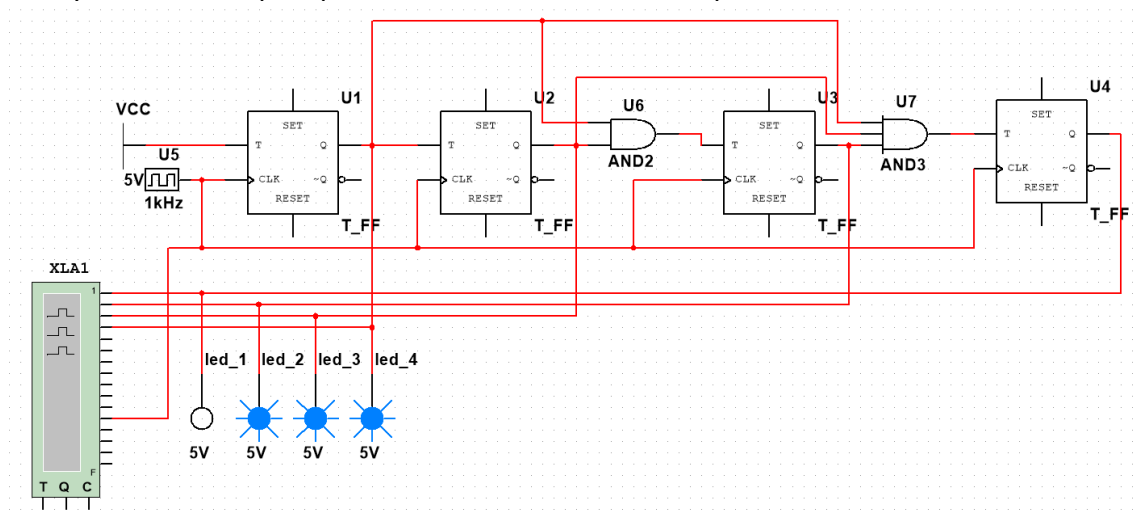 VCC
U5
5V
1kHz
U1
SET
T Q
CLK ~Q
RESET
T_FF
U2
SET
T Q
CLK ~Q
RESET
T_FF
U6
AND2
U3
SET
T Q
CLK ~Q
RESET
T_FF
U7
AND3
U4
SET
T Q
CLK ~Q
RESET
T_FF
XLA1
1
F
T Q C
led_1 led_2 led_3 led_4
5V 5V 5V 5V